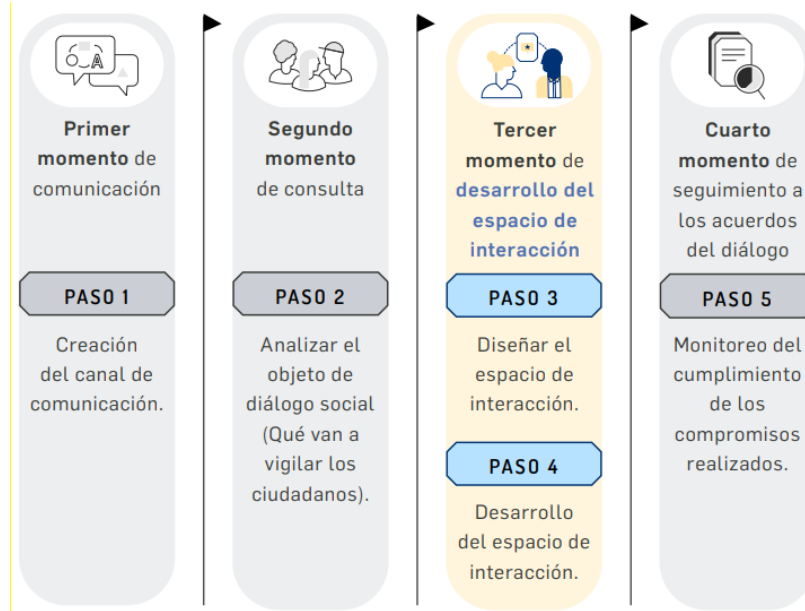 Primer
momento de
comunicación
PASO 1
Creación
del canal de
comunicación.
Segundo
momento
de consulta
PASO 2
Analizar el
objeto de
diálogo social
(Qué van a
vigilar los
ciudadanos).
Tercer
momento de
desarrollo del
espacio de
interacción
PASO 3
Diseñar el
espacio de
interacción.
PASO 4
Desarrollo
del espacio de
interacción.
Cuarto
momento de
seguimiento a
los acuerdos
del diálogo
PASO 5
Monitoreo del
cumplimiento
de los
compromisos
realizados.